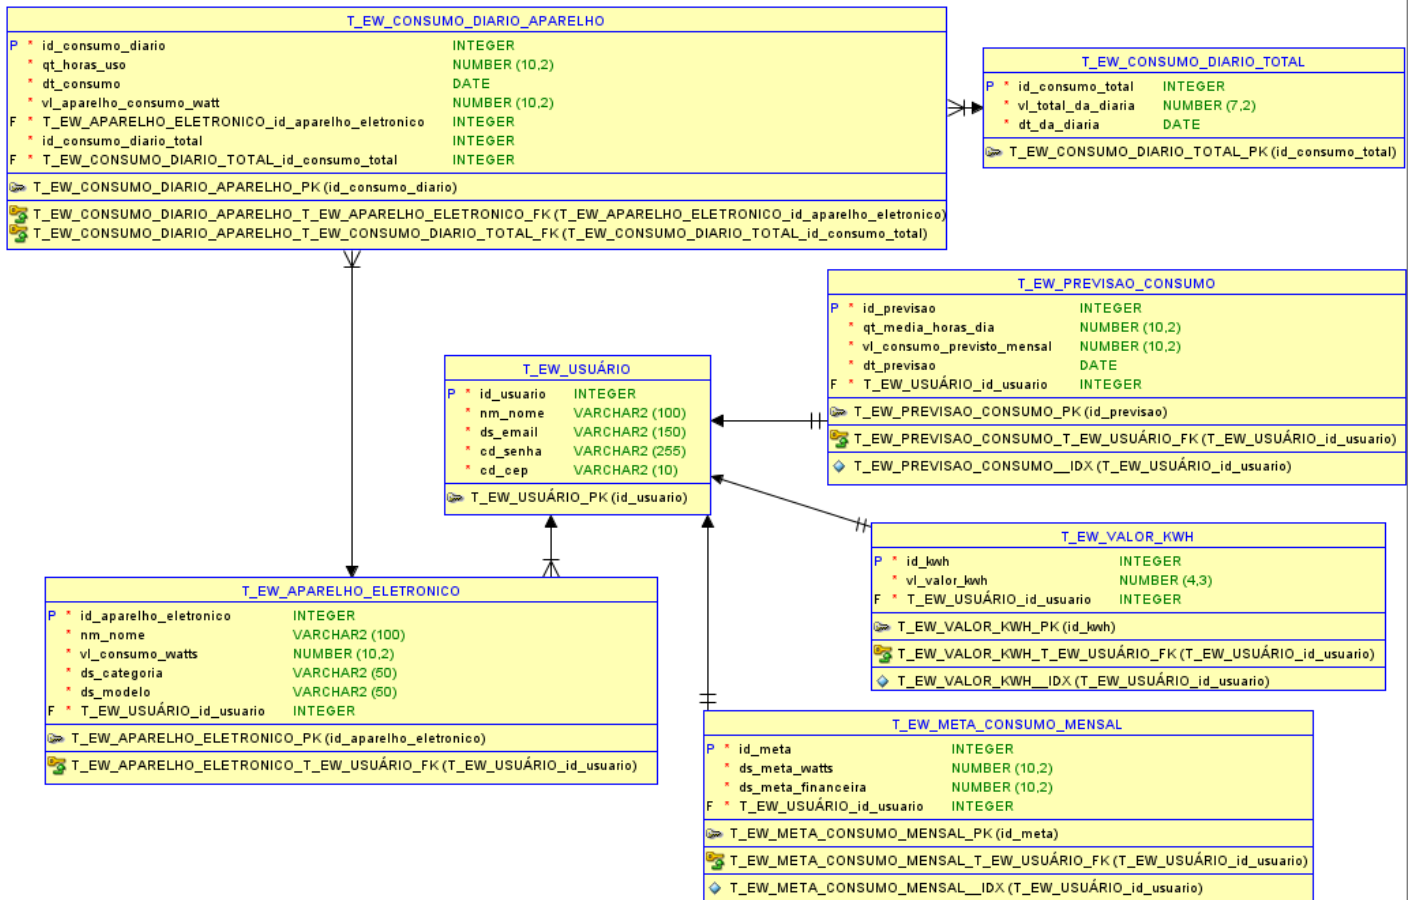 T_EW_CONSUMO_DIARIO_APARELHO
P * id_consumo_diario INTEGER
* qt_horas_uso NUMBER (10,2)
* dt_consumo DATE
* vl_aparelho_consumo_watt NUMBER (10,2)
F * T_EW_APARELHO_ELETRONICO_id_aparelho_eletronico INTEGER
* id_consumo_diario_total INTEGER
F * T_EW_CONSUMO_DIARIO_TOTAL_id_consumo_total INTEGER
T_EW_CONSUMO_DIARIO_APARELHO_PK (id_consumo_diario)
T_EW_CONSUMO_DIARIO_APARELHO_T_EW_APARELHO_ELETRONICO_FK (T_EW_APARELHO_ELETRONICO_id_aparelho_eletronico)
T_EW_CONSUMO_DIARIO_APARELHO_T_EW_CONSUMO_DIARIO_TOTAL_FK (T_EW_CONSUMO_DIARIO_TOTAL_id_consumo_total)
T_EW_CONSUMO_DIARIO_TOTAL
P * id_consumo_total INTEGER
* vl_total_da_diaria NUMBER (7,2)
* dt_da_diaria DATE
T_EW_CONSUMO_DIARIO_TOTAL_PK (id_consumo_total)
T_EW_PREVISAO_CONSUMO
P * id_previsao INTEGER
* qt_media_horas_dia NUMBER (10,2)
* vl_consumo_previsto_mensal NUMBER (10,2)
* dt_previsao DATE
F * T_EW_USUÁRIO_id_usuario INTEGER
T_EW_PREVISAO_CONSUMO_PK (id_previsao)
T_EW_PREVISAO_CONSUMO_T_EW_USUÁRIO_FK (T_EW_USUÁRIO_id_usuario)
T_EW_PREVISAO_CONSUMO__IDX (T_EW_USUÁRIO_id_usuario)
T_EW_USUÁRIO
P * id_usuario INTEGER
* nm_nome VARCHAR2 (100)
* ds_email VARCHAR2 (150)
* cd_senha VARCHAR2 (255)
* cd_cep VARCHAR2 (10)
T_EW_USUÁRIO_PK (id_usuario)
T_EW_VALOR_KWH
P * id_kwh INTEGER
* vl_valor_kwh NUMBER (4,3)
F * T_EW_USUÁRIO_id_usuario INTEGER
T_EW_VALOR_KWH_PK (id_kwh)
T_EW_VALOR_KWH_T_EW_USUÁRIO_FK (T_EW_USUÁRIO_id_usuario)
T_EW_VALOR_KWH__IDX (T_EW_USUÁRIO_id_usuario)
T_EW_APARELHO_ELETRONICO
P * id_aparelho_eletronico INTEGER
* nm_nome VARCHAR2 (100)
* vl_consumo_watts NUMBER (10,2)
* ds_categoria VARCHAR2 (50)
* ds_modelo VARCHAR2 (50)
F * T_EW_USUÁRIO_id_usuario INTEGER
T_EW_APARELHO_ELETRONICO_PK (id_aparelho_eletronico)
T_EW_APARELHO_ELETRONICO_T_EW_USUÁRIO_FK (T_EW_USUÁRIO_id_usuario)
T_EW_META_CONSUMO_MENSAL
P * id_meta INTEGER
* ds_meta_watts NUMBER (10,2)
* ds_meta_financeira NUMBER (10,2)
F * T_EW_USUÁRIO_id_usuario INTEGER
T_EW_META_CONSUMO_MENSAL_PK (id_meta)
T_EW_META_CONSUMO_MENSAL_T_EW_USUÁRIO_FK (T_EW_USUÁRIO_id_usuario)
T_EW_META_CONSUMO_MENSAL__IDX (T_EW_USUÁRIO_id_usuario)